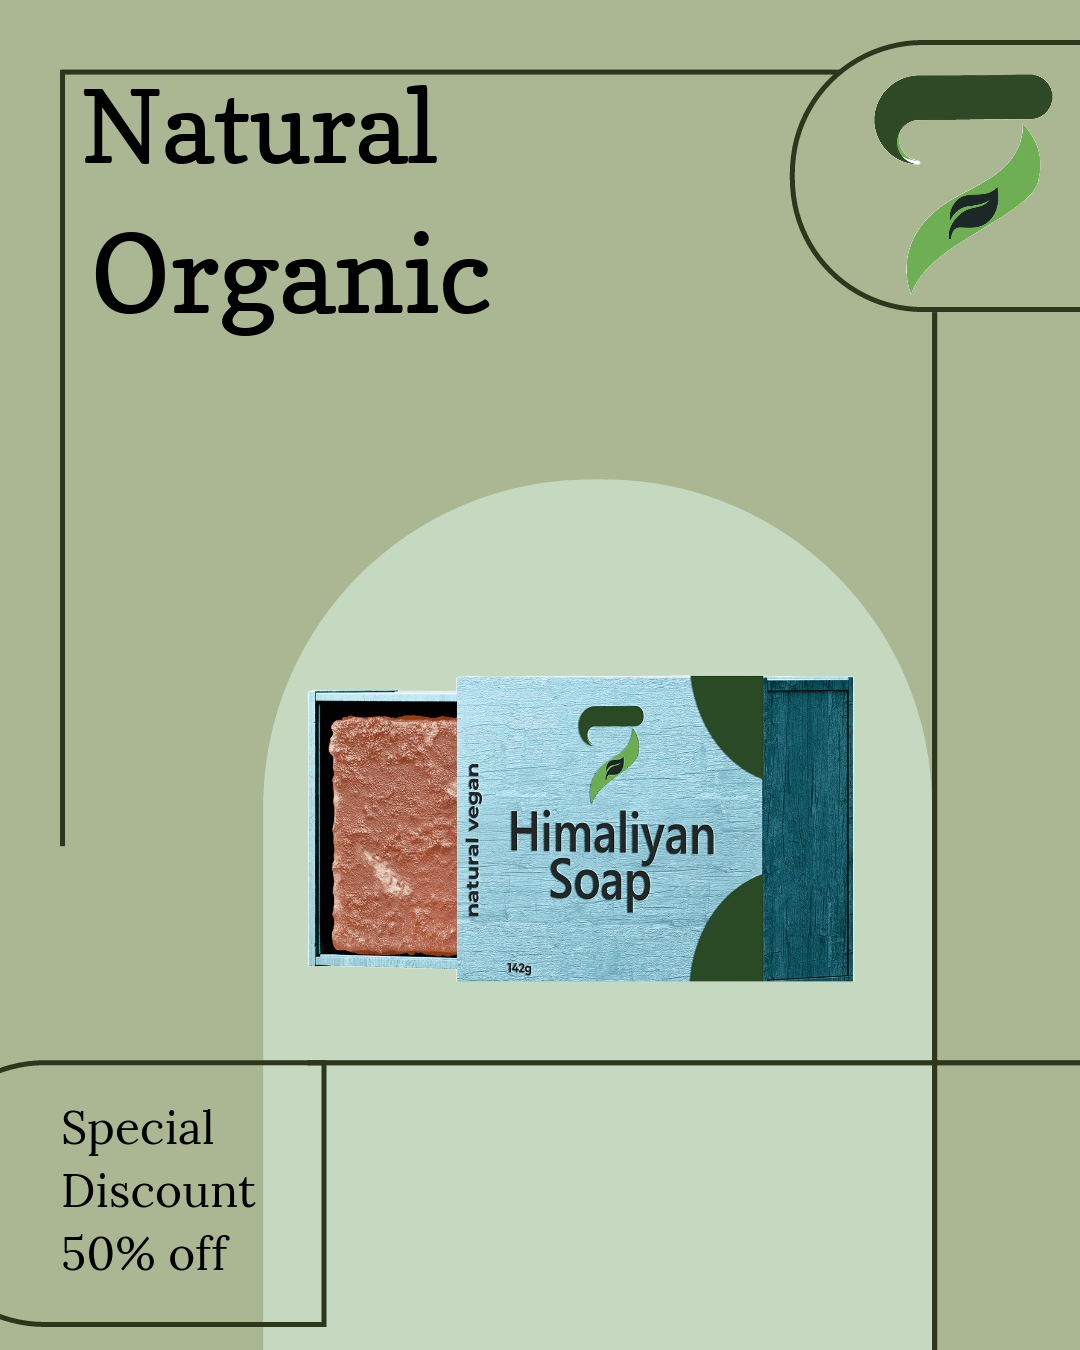 Natural
Organic
natural vegan
Himaliyan
Soap
142g
Special
Discount
50% off